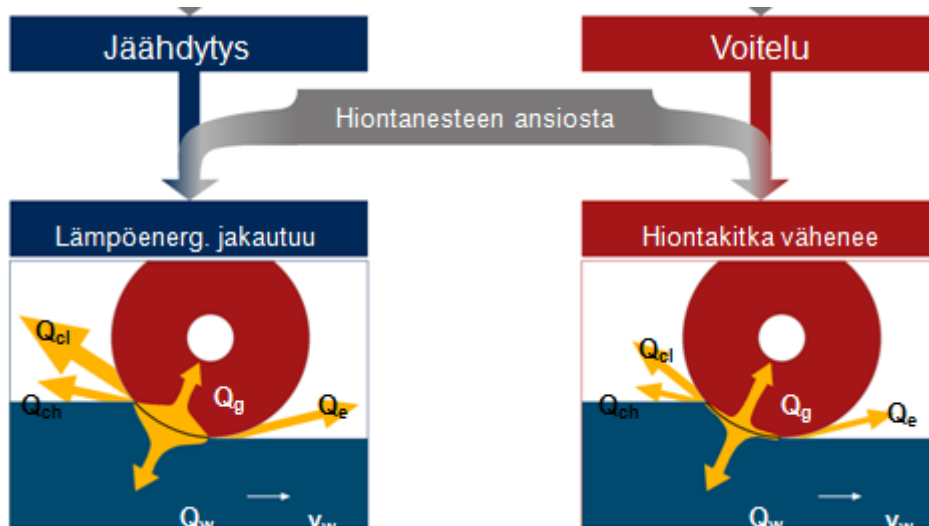 Jäähdytys
Voitelu
Hiontanesteen ansiosta
Lämpöenerg. jakautuu
Hiontakitka vähenee
Qcl
Qch
Qg
Qe
Qw
vw
Qcl
Qch
Qg
Qe
Qw
vw